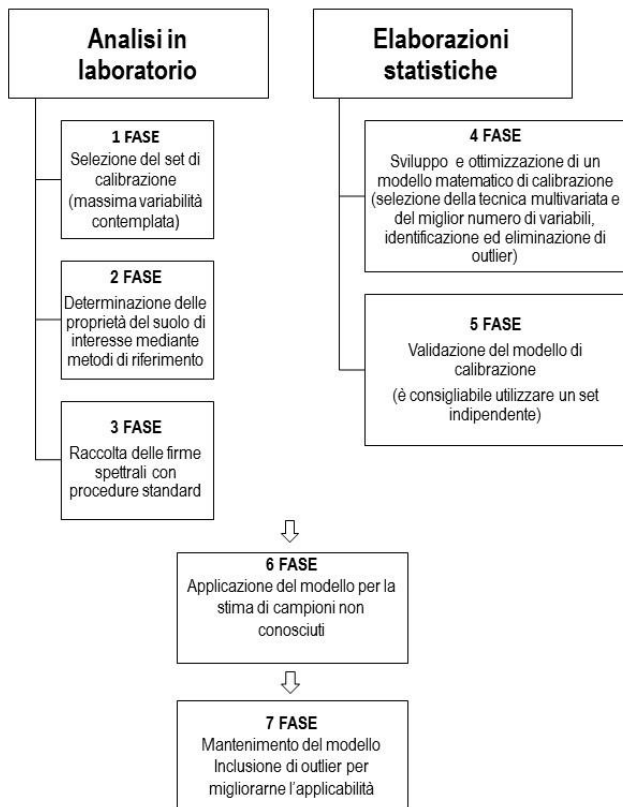 Analisi in
laboratorio
1 FASE
Selezione del set di
calibrazione
(massima variabilità
contemplata)
2 FASE
Determinazione delle
proprietà del suolo di
interesse mediante
metodi di riferimento
3 FASE
Raccolta delle firme
spettrali con
procedure standard
Elaborazioni
statistiche
4 FASE
Sviluppo e ottimizzazione di un
modello matematico di calibrazione
(selezione della tecnica multivariata e
del miglior numero di variabili,
identificazione ed eliminazione di
outlier)
5 FASE
Validazione del modello di
calibrazione
(è consigliabile utilizzare un set
indipendente)
6 FASE
Applicazione del modello per la
stima di campioni non
conosciuti
7 FASE
Mantenimento del modello
Inclusione di outlier per
migliorarne l'applicabilità